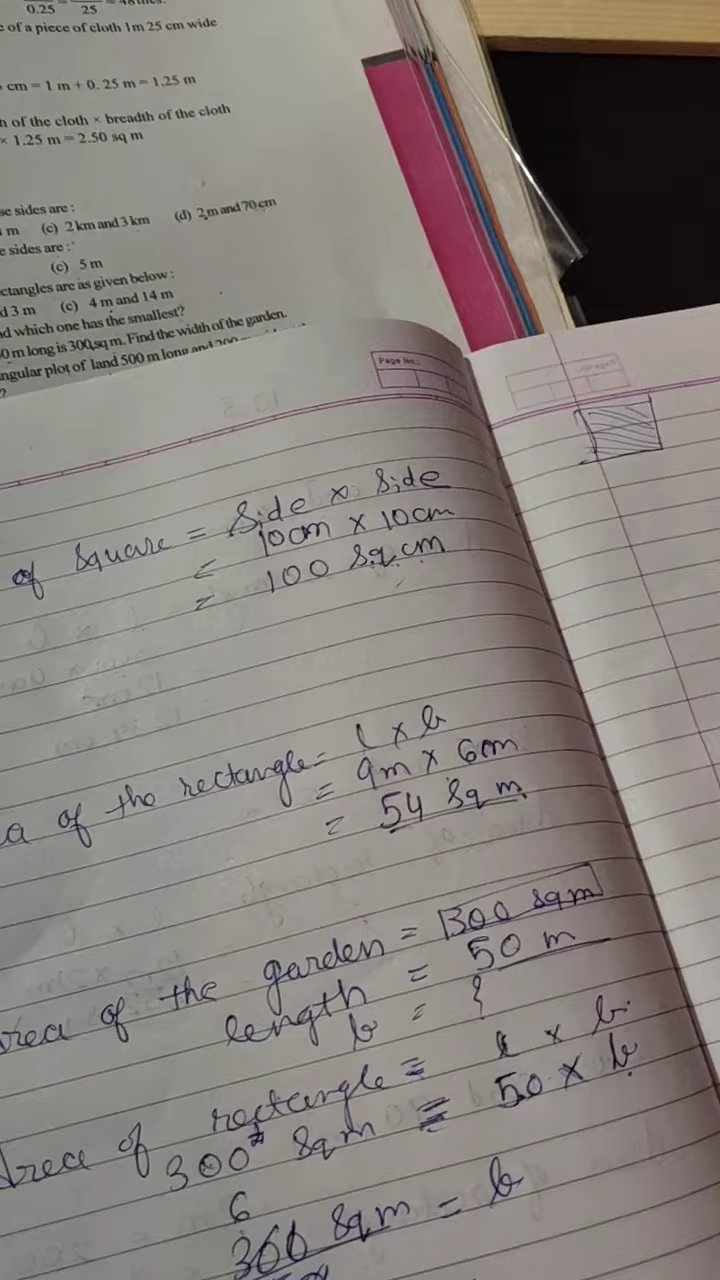 0.25
25
e of a piece of cloth 1m 25 cm wide
cm = 1 m + 0. 25 m = 1.25 m
of the cloth × breadth of the cloth
× 1.25 m = 2.50 sq m
se sides are :
m (c) 2 km and 3 km (d) 2 m and 70 cm
e sides are :
(c) 5 m
ctangles are as given below :
d 3 m (c) 4 m and 14 m
nd which one has the smallest?
0 m long is 300 sq m. Find the width of the garden.
ngular plot of land 500 m long and
?
Page No.:
of square = Side × Side
= 10cm × 10cm
= 100 Sq.cm
a of the rectangle = l × b
= 9m × 6m
= 54 Sq m
rea of the garden = 300 sqm
length = 50 m
b = ?
Area of rectangle = l × b
300 Sq m = 50 × b
6
300 Sq m = b